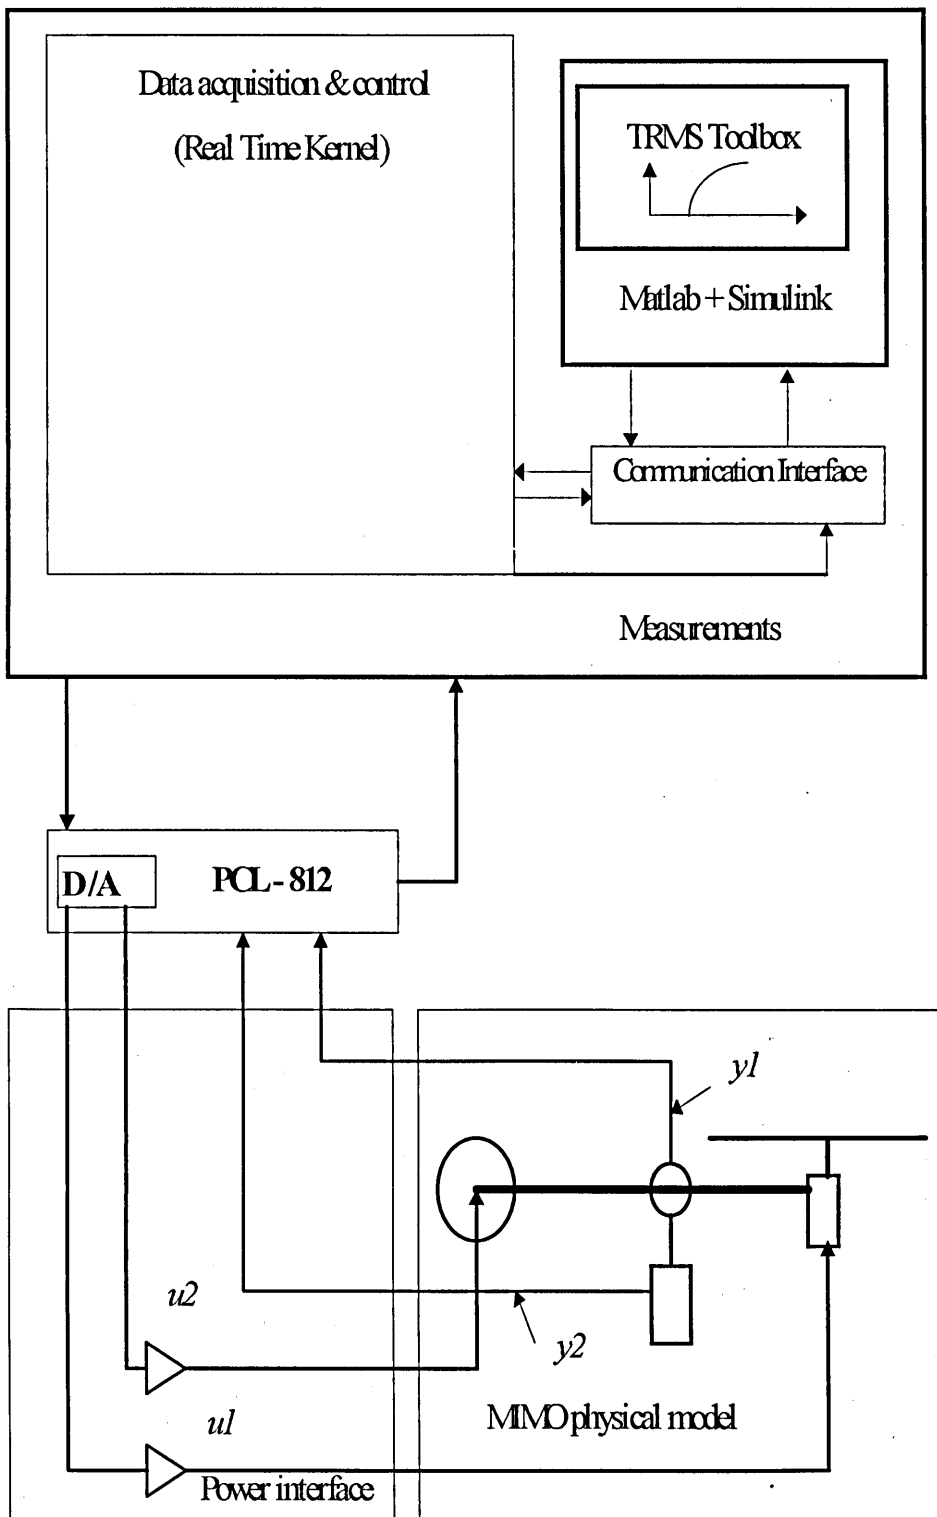 Data acquisition & control
(Real Time Kernel)
TRMS Toolbox
Matlab + Simulink
Communication Interface
Measurements
D/A
PCL - 812
y1
u2
y2
u1
MIMO physical model
Power interface